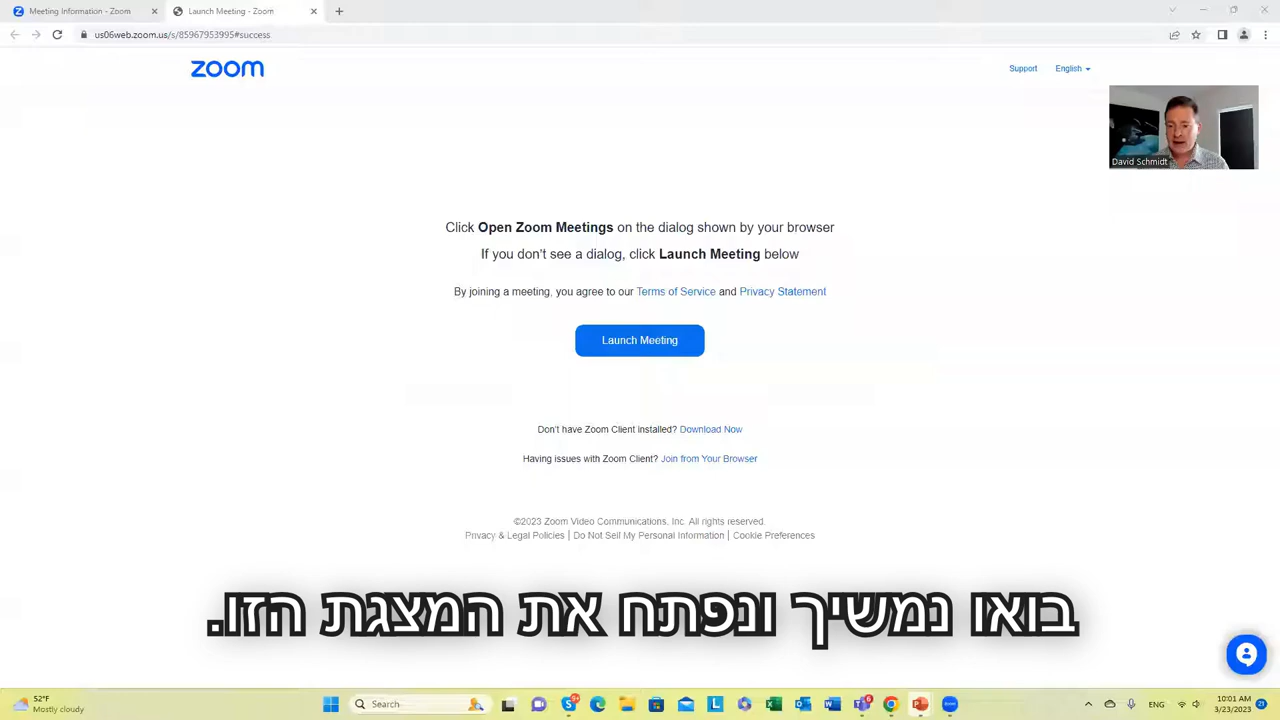 Meeting Information - Zoom
Launch Meeting - Zoom
us06web.zoom.us/s/85967953995#success
zoom
Support
English
David Schmidt
Click Open Zoom Meetings on the dialog shown by your browser
If you don't see a dialog, click Launch Meeting below
By joining a meeting, you agree to our Terms of Service and Privacy Statement
Launch Meeting
Don't have Zoom Client installed? Download Now
Having issues with Zoom Client? Join from Your Browser
©2023 Zoom Video Communications, Inc. All rights reserved.
Privacy & Legal Policies | Do Not Sell My Personal Information | Cookie Preferences
בואו נמשיך ונפתח את המצגת הזו.
52°F
Mostly cloudy
Search
ENG
10:01 AM
3/23/2023